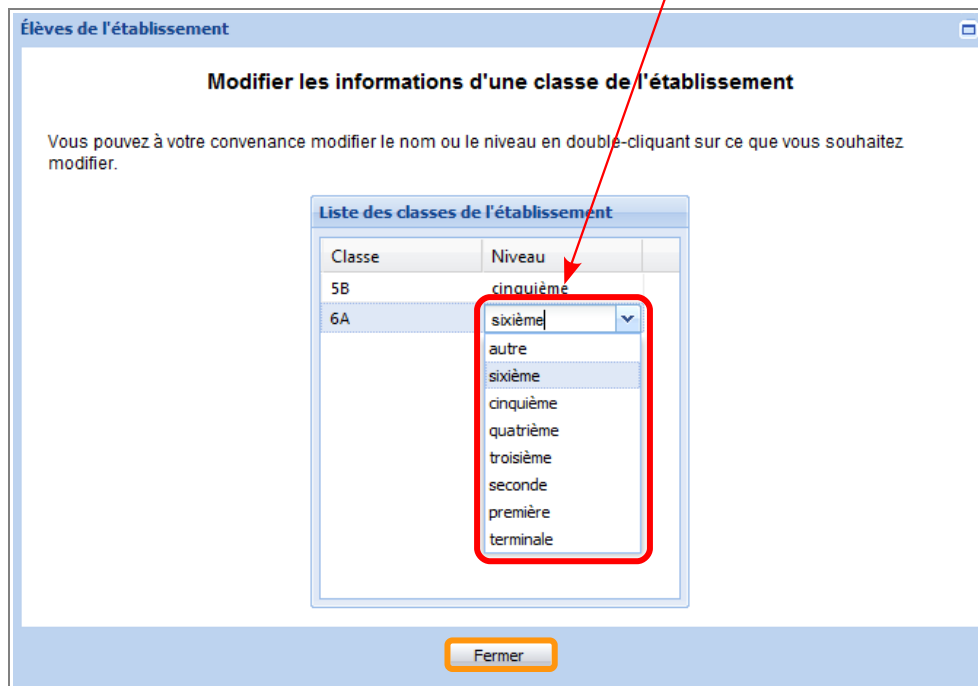 Élèves de l'établissement
Modifier les informations d'une classe de l'établissement
Vous pouvez à votre convenance modifier le nom ou le niveau en double-cliquant sur ce que vous souhaitez
modifier.
Liste des classes de l'établissement
Classe Niveau
5B cinquième
6A sixième
autre
sixième
cinquième
quatrième
troisième
seconde
première
terminale
Fermer